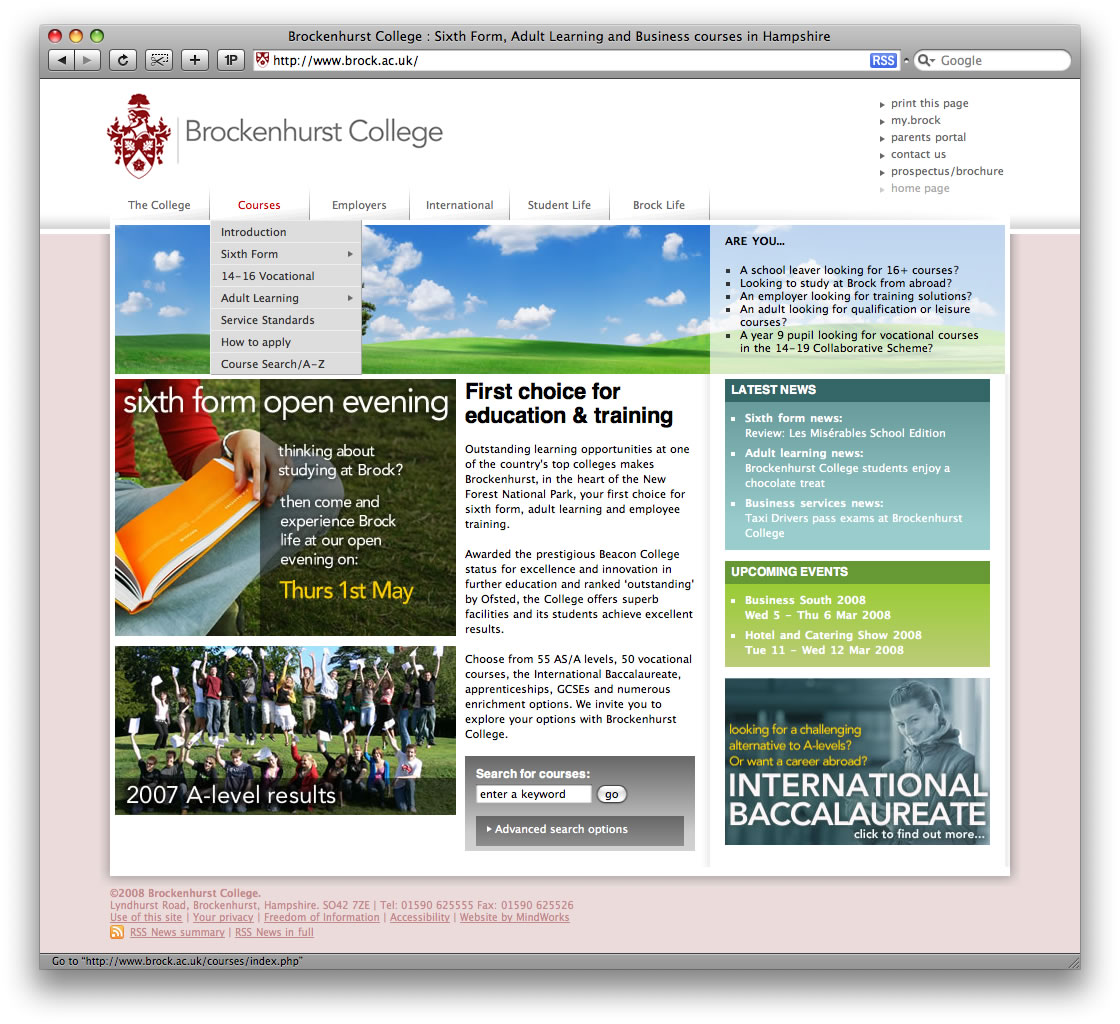 Brockenhurst College : Sixth Form, Adult Learning and Business courses in Hampshire
1P
http://www.brock.ac.uk/
RSS
Google
Brockenhurst College
print this page
my.brock
parents portal
contact us
prospectus/brochure
home page
The College
Courses
Employers
International
Student Life
Brock Life
Introduction
Sixth Form
14-16 Vocational
Adult Learning
Service Standards
How to apply
Course Search/A-Z
ARE YOU...
A school leaver looking for 16+ courses?
Looking to study at Brock from abroad?
An employer looking for training solutions?
An adult looking for qualification or leisure
courses?
A year 9 pupil looking for vocational courses
in the 14-19 Collaborative Scheme?
sixth form open evening
thinking about
studying at Brock?
then come and
experience Brock
life at our open
evening on:
Thurs 1st May
2007 A-level results
First choice for
education & training
Outstanding learning opportunities at one
of the country's top colleges makes
Brockenhurst, in the heart of the New
Forest National Park, your first choice for
sixth form, adult learning and employee
training.
Awarded the prestigious Beacon College
status for excellence and innovation in
further education and ranked 'outstanding'
by Ofsted, the College offers superb
facilities and its students achieve excellent
results.
Choose from 55 AS/A levels, 50 vocational
courses, the International Baccalaureate,
apprenticeships, GCSEs and numerous
enrichment options. We invite you to
explore your options with Brockenhurst
College.
Search for courses:
enter a keyword
go
Advanced search options
LATEST NEWS
Sixth form news:
Review: Les Misérables School Edition
Adult learning news:
Brockenhurst College students enjoy a
chocolate treat
Business services news:
Taxi Drivers pass exams at Brockenhurst
College
UPCOMING EVENTS
Business South 2008
Wed 5 - Thu 6 Mar 2008
Hotel and Catering Show 2008
Tue 11 - Wed 12 Mar 2008
looking for a challenging
alternative to A-levels?
Or want a career abroad?
INTERNATIONAL
BACCALAUREATE
click to find out more...
©2008 Brockenhurst College.
Lyndhurst Road, Brockenhurst, Hampshire. SO42 7ZE | Tel: 01590 625555 Fax: 01590 625526
Use of this site | Your privacy | Freedom of Information | Accessibility | Website by MindWorks
RSS News summary | RSS News in full
Go to "http://www.brock.ac.uk/courses/index.php"